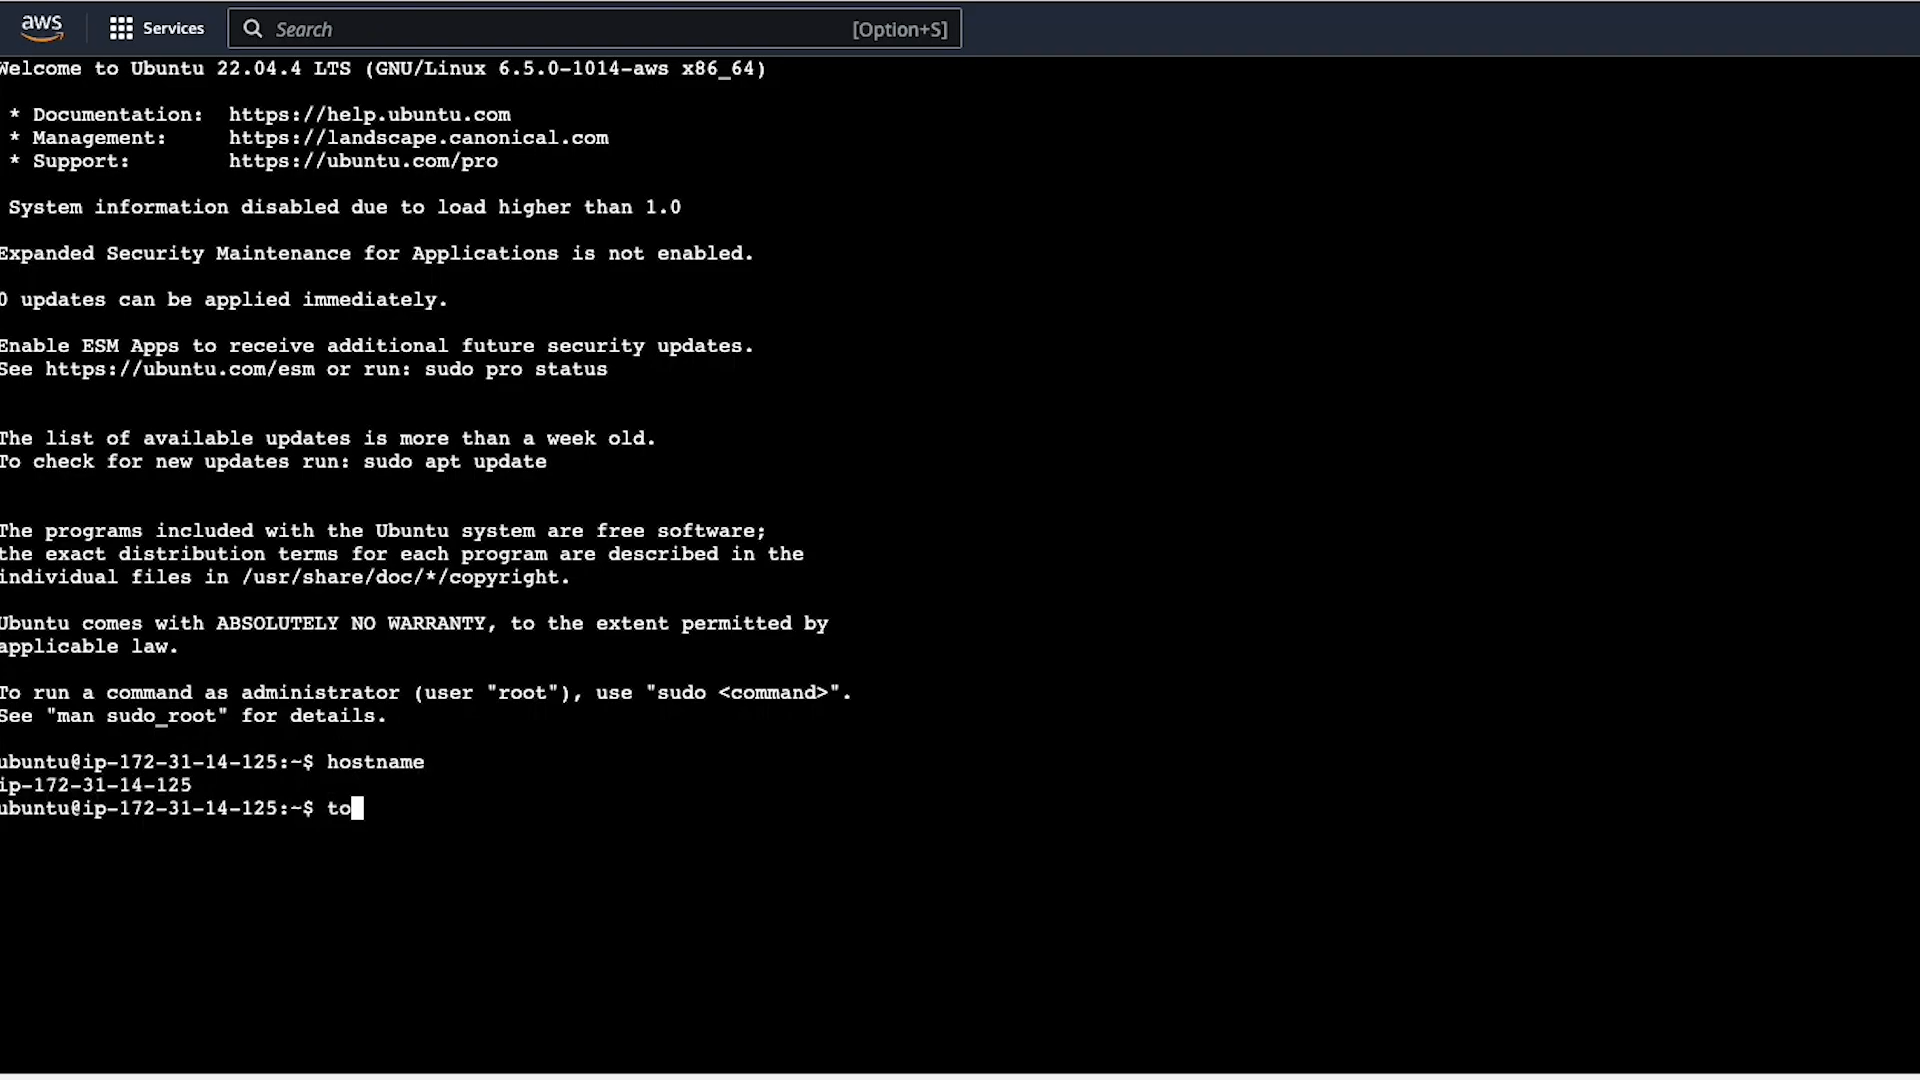 aws
Services
Search
[Option+S]
Welcome to Ubuntu 22.04.4 LTS (GNU/Linux 6.5.0-1014-aws x86_64)
* Documentation: https://help.ubuntu.com
* Management: https://landscape.canonical.com
* Support: https://ubuntu.com/pro
System information disabled due to load higher than 1.0
Expanded Security Maintenance for Applications is not enabled.
0 updates can be applied immediately.
Enable ESM Apps to receive additional future security updates.
See https://ubuntu.com/esm or run: sudo pro status
The list of available updates is more than a week old.
To check for new updates run: sudo apt update
The programs included with the Ubuntu system are free software;
the exact distribution terms for each program are described in the
individual files in /usr/share/doc/*/copyright.
Ubuntu comes with ABSOLUTELY NO WARRANTY, to the extent permitted by
applicable law.
To run a command as administrator (user "root"), use "sudo <command>".
See "man sudo_root" for details.
ubuntu@ip-172-31-14-125:~$ hostname
ip-172-31-14-125
ubuntu@ip-172-31-14-125:~$ to